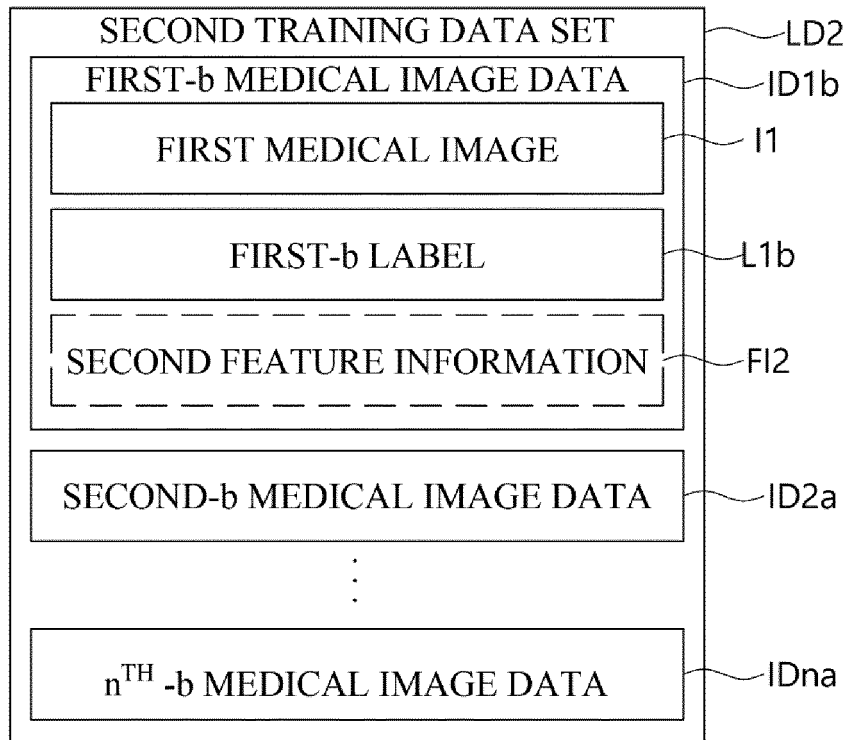 SECOND TRAINING DATA SET
LD2
FIRST-b MEDICAL IMAGE DATA
ID1b
FIRST MEDICAL IMAGE
I1
FIRST-b LABEL
L1b
SECOND FEATURE INFORMATION
FI2
SECOND-b MEDICAL IMAGE DATA
ID2a
nTH -b MEDICAL IMAGE DATA
IDna